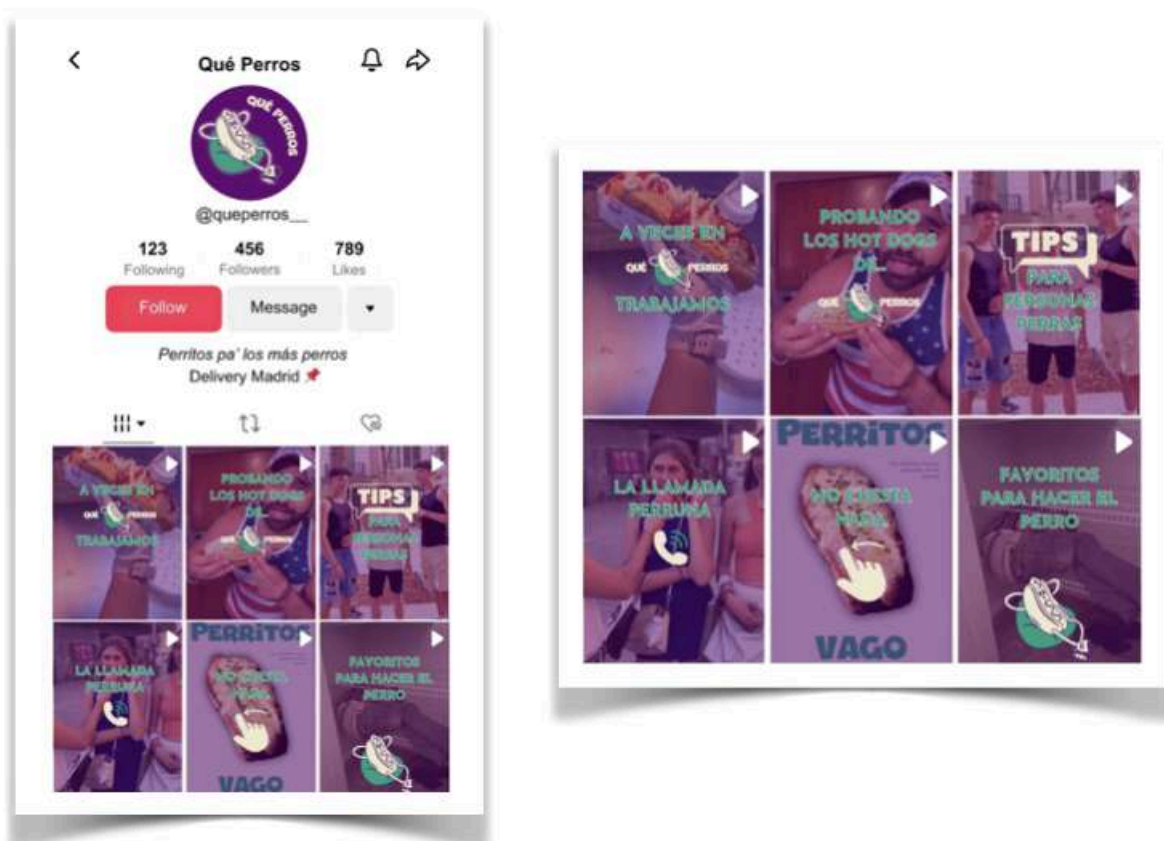 Qué Perros
QUÉ PERROS
@queperros__
123 456 789
Following Followers Likes
Follow Message
Perritos pa' los más perros
Delivery Madrid
A VECES EN
QUÉ PERROS
TRABAJAMOS
PROBANDO
LOS HOT DOGS
DE...
QUÉ PERROS
TIPS
PARA
PERSONAS
PERRAS
LA LLAMADA
PERRUNA
PERRiTOS
NO CUESTA
NADA
VAGO
FAVORITOS
PARA HACER EL
PERRO
A VECES EN
QUÉ PERROS
TRABAJAMOS
PROBANDO
LOS HOT DOGS
DE...
QUÉ PERROS
TIPS
PARA
PERSONAS
PERRAS
LA LLAMADA
PERRUNA
PERRiTOS
NO CUESTA
NADA
VAGO
FAVORITOS
PARA HACER EL
PERRO